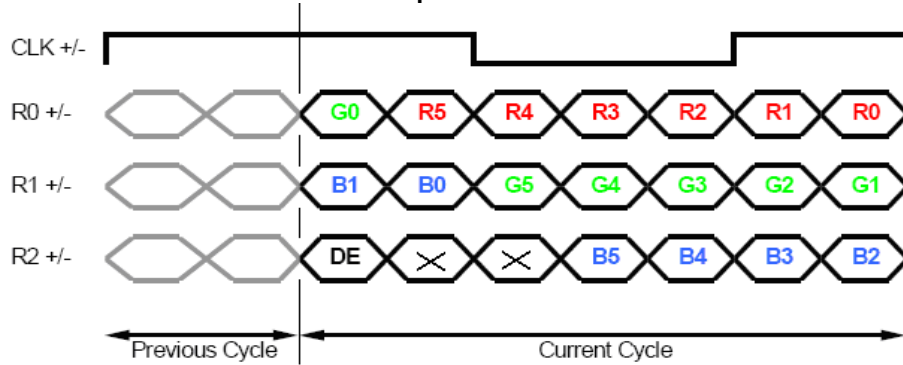 CLK +/-
R0 +/- G0 R5 R4 R3 R2 R1 R0
R1 +/- B1 B0 G5 G4 G3 G2 G1
R2 +/- DE B5 B4 B3 B2
Previous Cycle Current Cycle